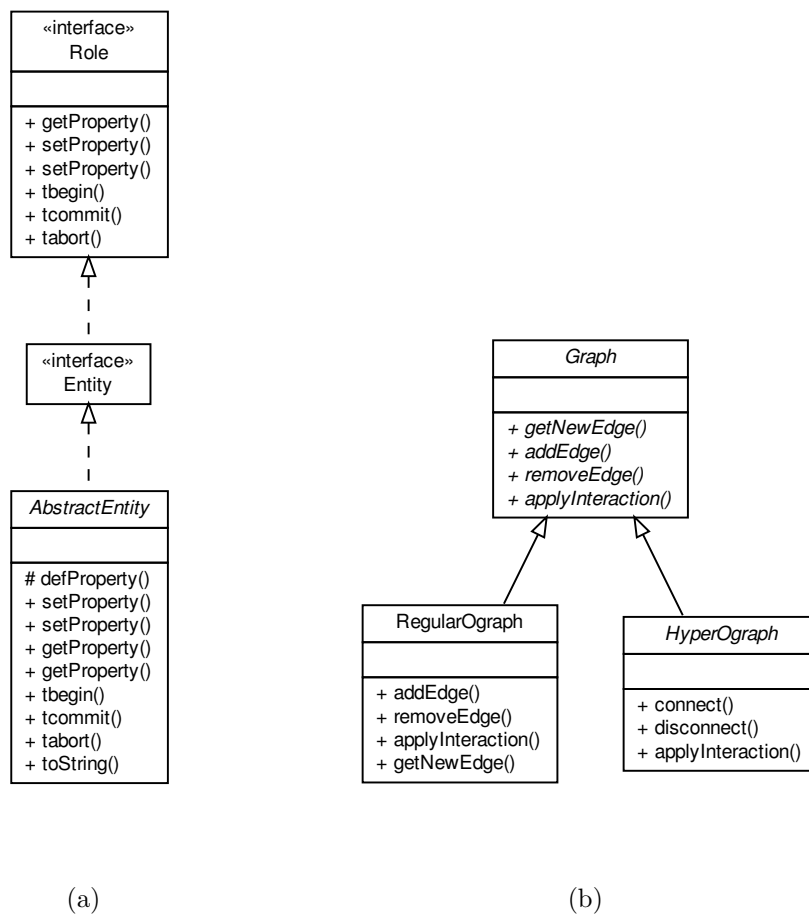 «interface»
Role
+ getProperty()
+ setProperty()
+ setProperty()
+ tbegin()
+ tcommit()
+ tabort()
«interface»
Entity
AbstractEntity
# defProperty()
+ setProperty()
+ setProperty()
+ getProperty()
+ getProperty()
+ tbegin()
+ tcommit()
+ tabort()
+ toString()
(a)
Graph
+ getNewEdge()
+ addEdge()
+ removeEdge()
+ applyInteraction()
RegularOgraph
+ addEdge()
+ removeEdge()
+ applyInteraction()
+ getNewEdge()
HyperOgraph
+ connect()
+ disconnect()
+ applyInteraction()
(b)